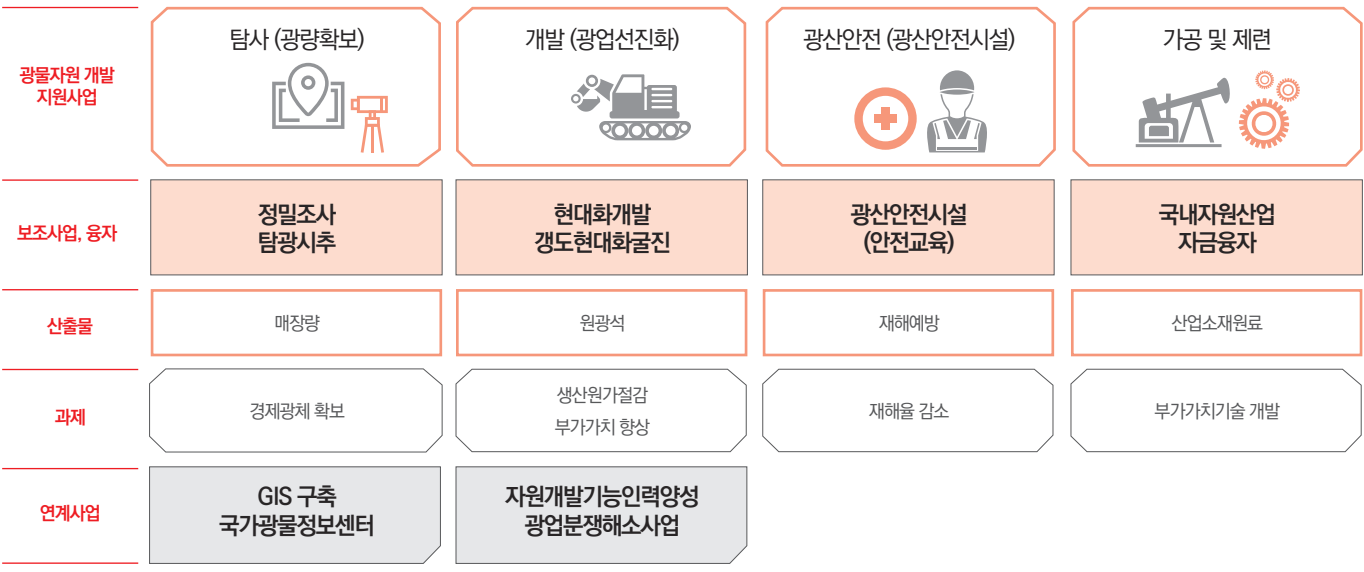 광물자원 개발
지원사업
탐사 (광량확보)
개발 (광업선진화)
광산안전 (광산안전시설)
가공 및 제련
보조사업, 융자
정밀조사
탐광시추
현대화개발
갱도현대화굴진
광산안전시설
(안전교육)
국내자원산업
자금융자
산출물
매장량
원광석
재해예방
산업소재원료
과제
경제광체 확보
생산원가절감
부가가치 향상
재해율 감소
부가가치기술 개발
연계사업
GIS 구축
국가광물정보센터
자원개발기능인력양성
광업분쟁해소사업